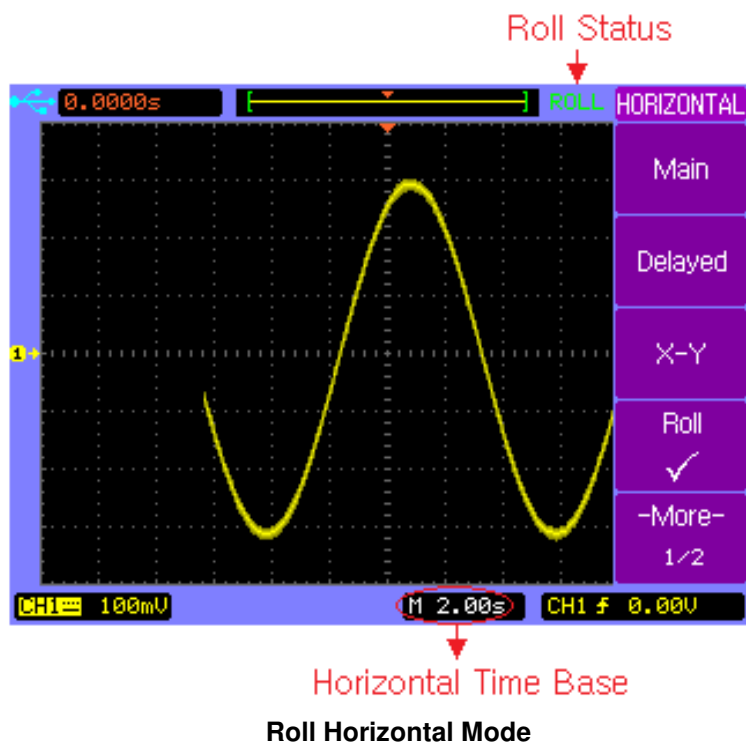 Roll Status
0.0000s
ROLL
HORIZONTAL
Main
Delayed
X-Y
1
Roll
-More-
1/2
CH1 100mV
M 2.00s
CH1 0.00V
Horizontal Time Base
Roll Horizontal Mode